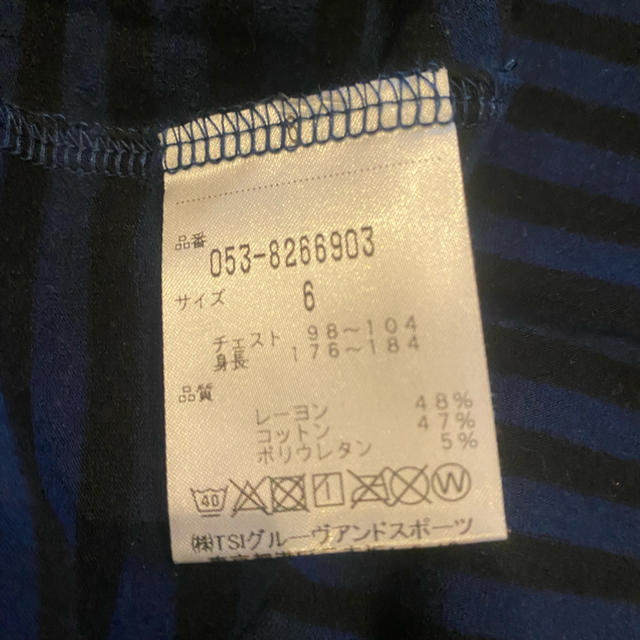 品番
053-8266903
サイズ 6
チェスト 98～104
身長 176～184
品質
レーヨン 48%
コットン 47%
ポリウレタン 5%
40 W
㈱TSIグルーヴアンドスポーツ